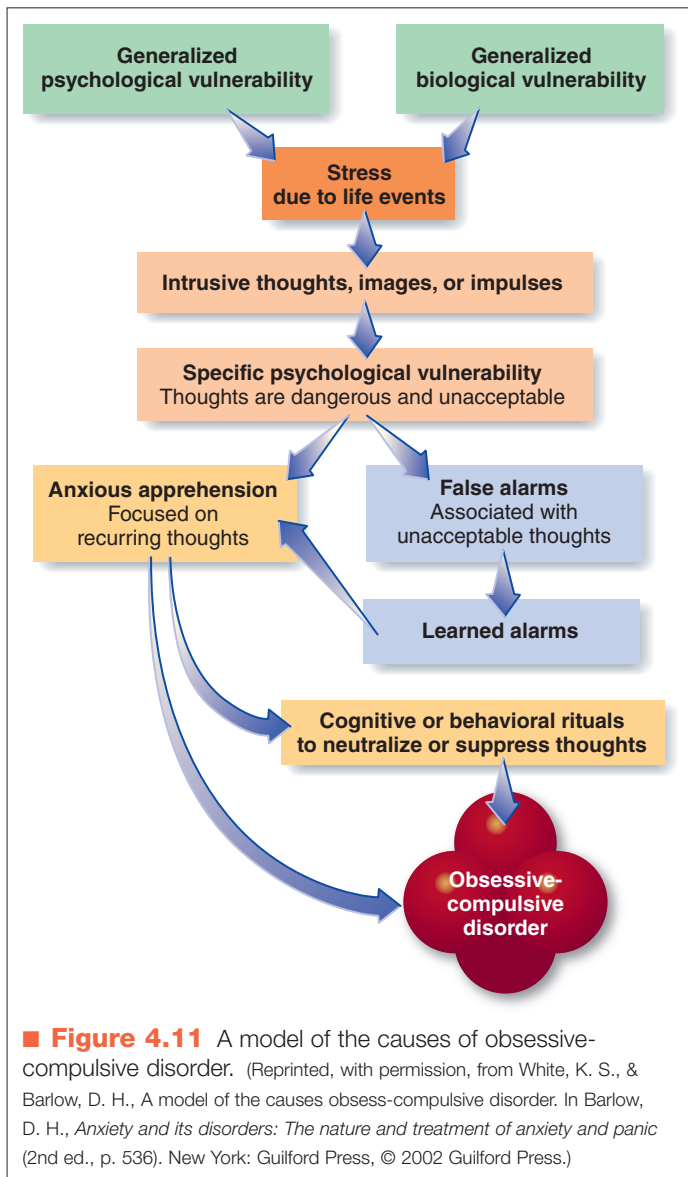 Generalized
psychological vulnerability
Generalized
biological vulnerability
Stress
due to life events
Intrusive thoughts, images, or impulses
Specific psychological vulnerability
Thoughts are dangerous and unacceptable
Anxious apprehension
Focused on
recurring thoughts
False alarms
Associated with
unacceptable thoughts
Learned alarms
Cognitive or behavioral rituals
to neutralize or suppress thoughts
Obsessive-
compulsive
disorder
■ Figure 4.11 A model of the causes of obsessive-
compulsive disorder. (Reprinted, with permission, from White, K. S., &
Barlow, D. H., A model of the causes obsess-compulsive disorder. In Barlow,
D. H., Anxiety and its disorders: The nature and treatment of anxiety and panic
(2nd ed., p. 536). New York: Guilford Press, © 2002 Guilford Press.)